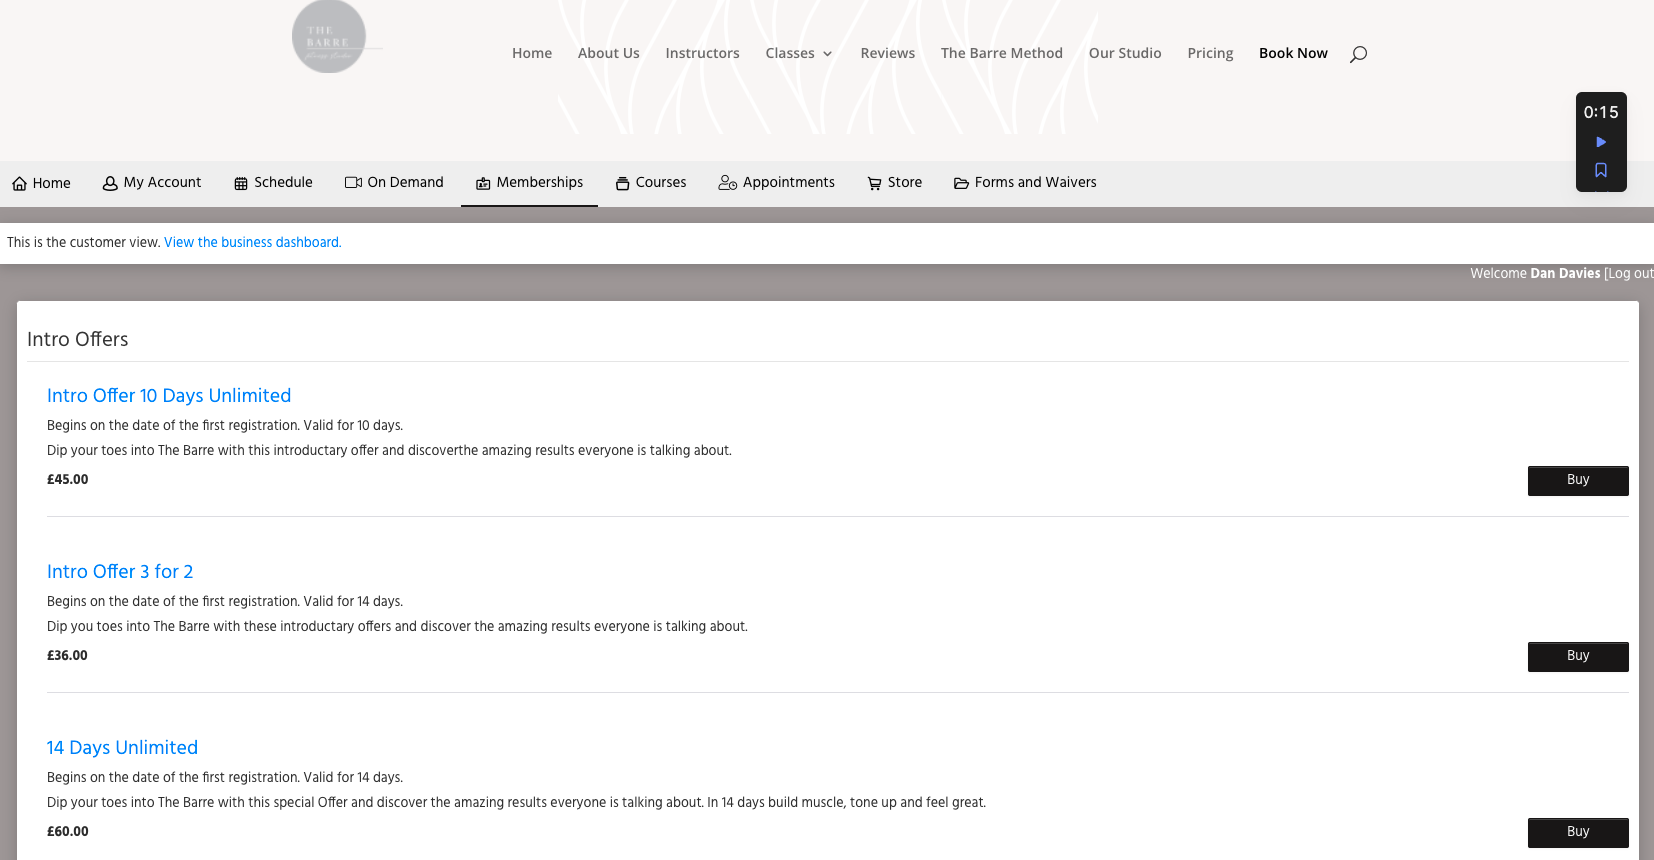 THE
BARRE
Home About Us Instructors Classes Reviews The Barre Method Our Studio Pricing Book Now
0:15
Home My Account Schedule On Demand Memberships Courses Appointments Store Forms and Waivers
This is the customer view. View the business dashboard.
Welcome Dan Davies [Log out
Intro Offers
Intro Offer 10 Days Unlimited
Begins on the date of the first registration. Valid for 10 days.
Dip your toes into The Barre with this introductary offer and discoverthe amazing results everyone is talking about.
£45.00 Buy
Intro Offer 3 for 2
Begins on the date of the first registration. Valid for 14 days.
Dip you toes into The Barre with these introductary offers and discover the amazing results everyone is talking about.
£36.00 Buy
14 Days Unlimited
Begins on the date of the first registration. Valid for 14 days.
Dip your toes into The Barre with this special Offer and discover the amazing results everyone is talking about. In 14 days build muscle, tone up and feel great.
£60.00 Buy